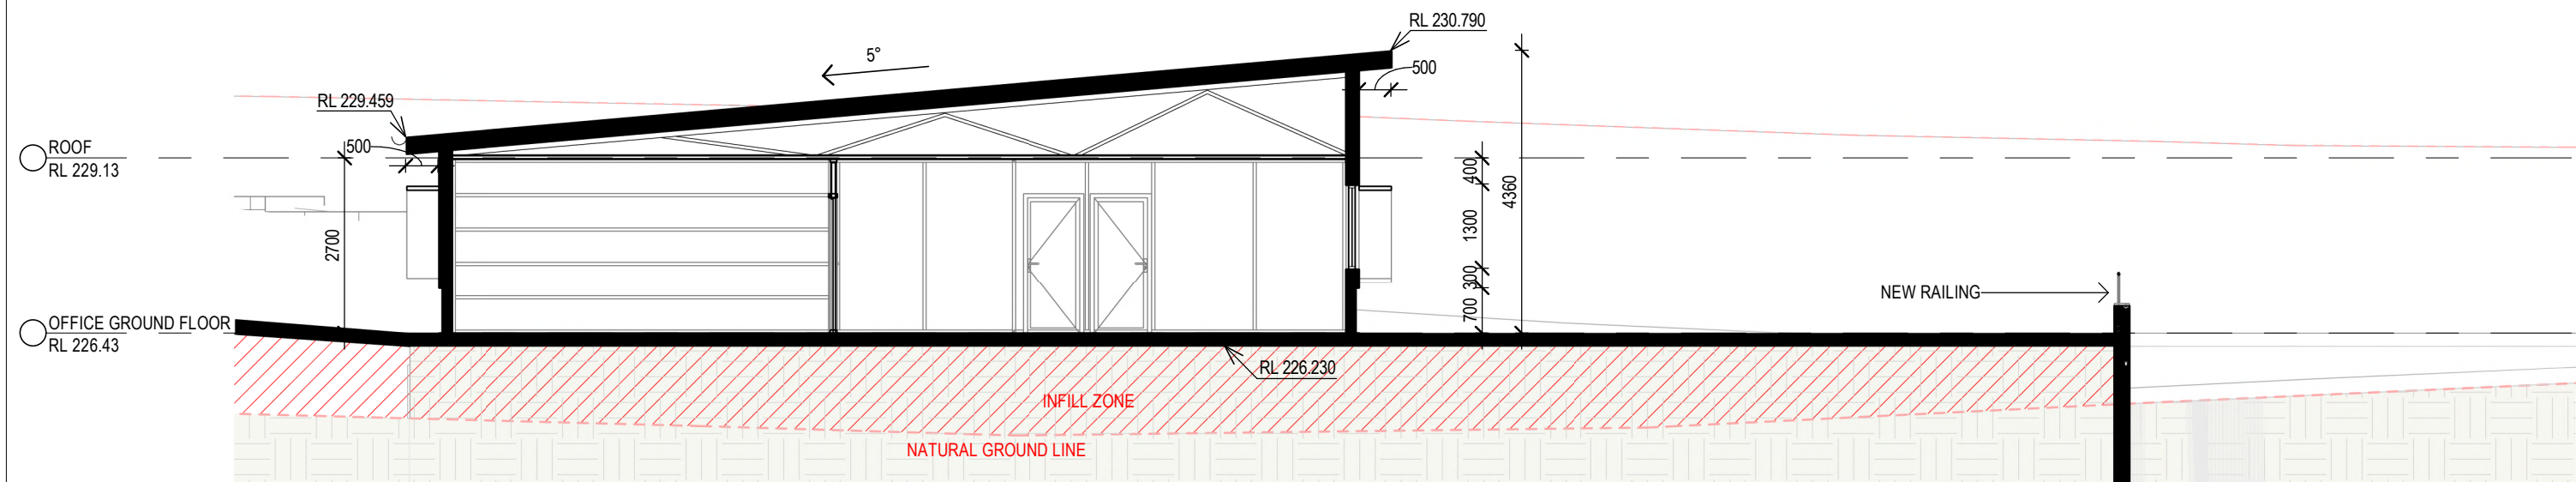 RL 230.790
5°
500
RL 229.459
ROOF
RL 229.13
500
400
4360
1300
2700
300
NEW RAILING
700
OFFICE GROUND FLOOR
RL 226.43
RL 226.230
INFILL ZONE
NATURAL GROUND LINE